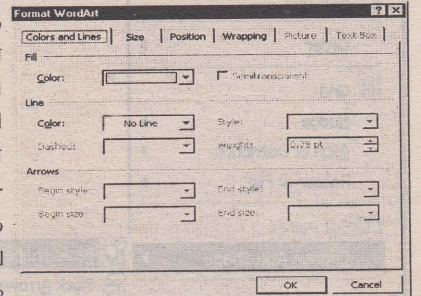 Format WordArt ? X
Colors and Lines Size Position Wrapping Picture Text Box
Fill
Color: Semitransparent
Line
Color: No Line Style:
Dashed: Weight: 0.75 pt
Arrows
Begin style: End style:
Begin size: End size:
OK Cancel